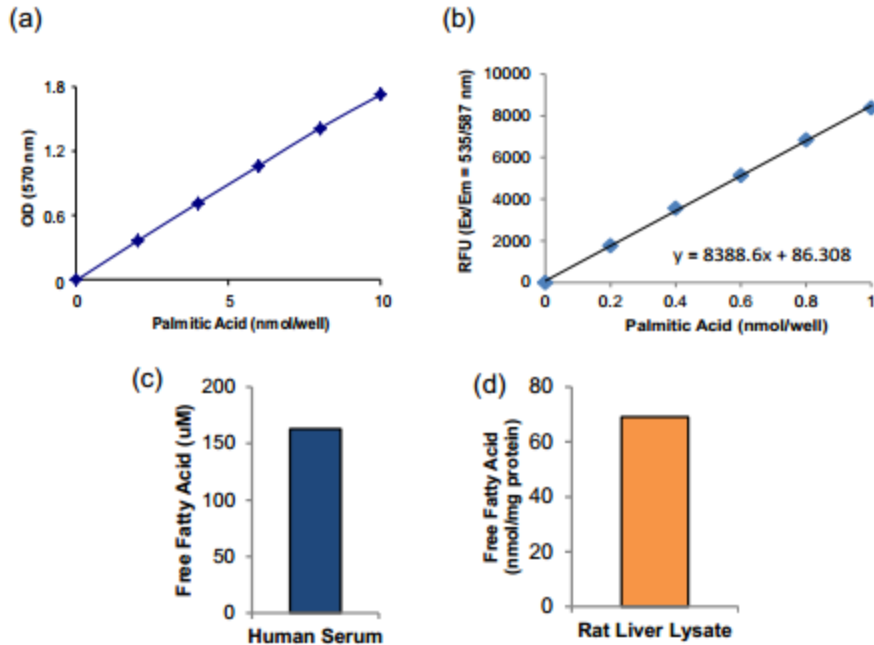 (a)
1.8
1.2
0.6
0
OD (570 nm)
0
5
10
Palmitic Acid (nmol/well)
(b)
10000
8000
6000
4000
2000
0
RFU (Ex/Em = 535/587 nm)
y = 8388.6x + 86.308
0
0.2
0.4
0.6
0.8
1
Palmitic Acid (nmol/well)
(c)
200
150
100
50
0
Free Fatty Acid (uM)
Human Serum
(d)
80
60
40
20
0
Free Fatty Acid
(nmol/mg protein)
Rat Liver Lysate